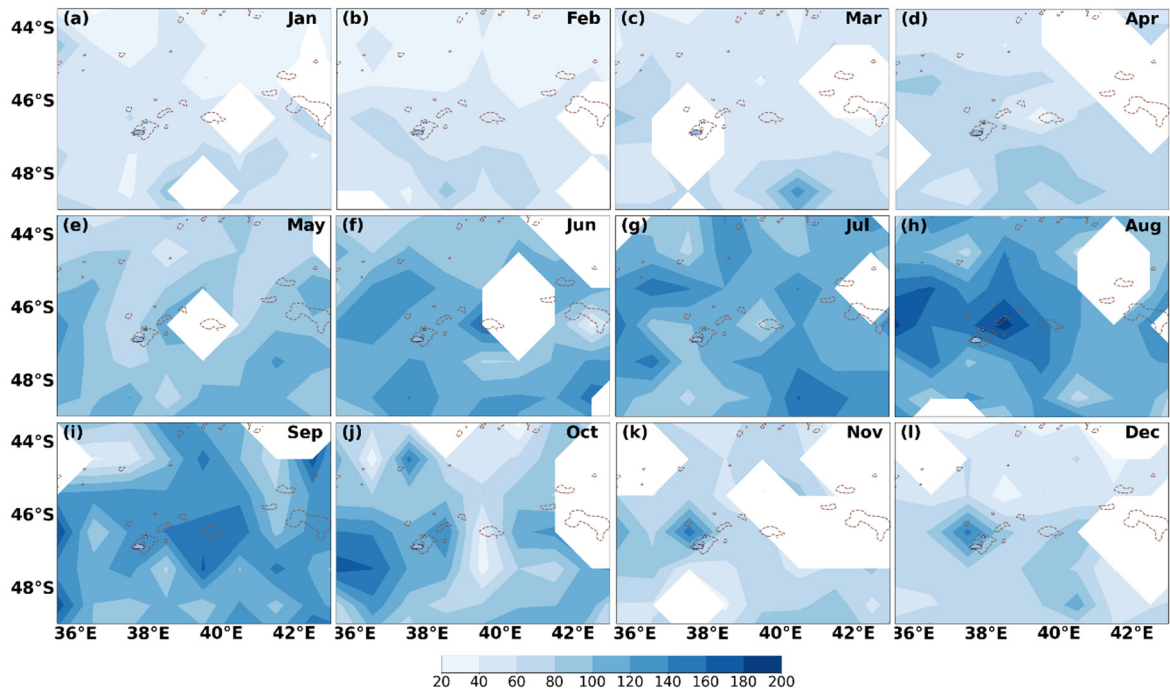 (a) Jan (b) Feb (c) Mar (d) Apr
44°S
46°S
48°S
(e) May (f) Jun (g) Jul (h) Aug
44°S
46°S
48°S
(i) Sep (j) Oct (k) Nov (l) Dec
44°S
46°S
48°S
36°E 38°E 40°E 42°E 36°E 38°E 40°E 42°E 36°E 38°E 40°E 42°E 36°E 38°E 40°E 42°E
20 40 60 80 100 120 140 160 180 200